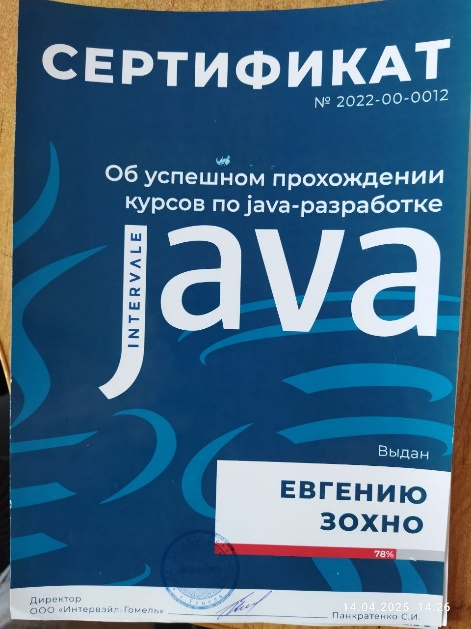 СЕРТИФИКАТ
№ 2022-00-0012
Об успешном прохождении
курсов по java-разработке
INTERVALE
java
Выдан
ЕВГЕНИЮ
ЗОХНО
78%
Директор
ООО «Интервэйл-Гомель»
Панкратенко С.И.
14.04.2025 14:26